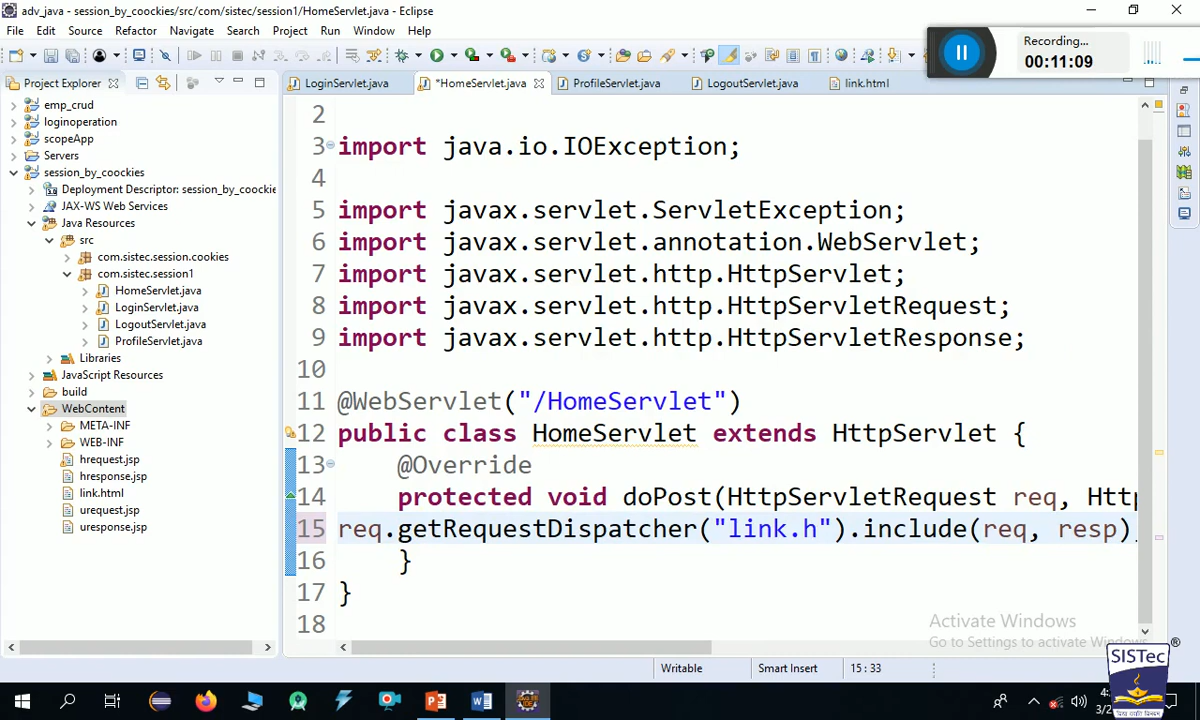 adv_java - session_by_coockies/src/com/sistec/session1/HomeServlet.java - Eclipse
File Edit Source Refactor Navigate Search Project Run Window Help
Recording...
00:11:09
Project Explorer
LoginServlet.java
*HomeServlet.java
ProfileServlet.java
LogoutServlet.java
link.html
emp_crud
loginoperation
scopeApp
Servers
session_by_coockies
Deployment Descriptor: session_by_coockie
JAX-WS Web Services
Java Resources
src
com.sistec.session.cookies
com.sistec.session1
HomeServlet.java
LoginServlet.java
LogoutServlet.java
ProfileServlet.java
Libraries
JavaScript Resources
build
WebContent
META-INF
WEB-INF
hrequest.jsp
hresponse.jsp
link.html
urequest.jsp
uresponse.jsp
2
3 import java.io.IOException;
4
5 import javax.servlet.ServletException;
6 import javax.servlet.annotation.WebServlet;
7 import javax.servlet.http.HttpServlet;
8 import javax.servlet.http.HttpServletRequest;
9 import javax.servlet.http.HttpServletResponse;
10
11 @WebServlet("/HomeServlet")
12 public class HomeServlet extends HttpServlet {
13 @Override
14 protected void doPost(HttpServletRequest req, Http
15 req.getRequestDispatcher("link.h").include(req, resp)
16 }
17 }
18
Activate Windows
Go to Settings to activate Windows.
Writable
Smart Insert
15 : 33
SISTec